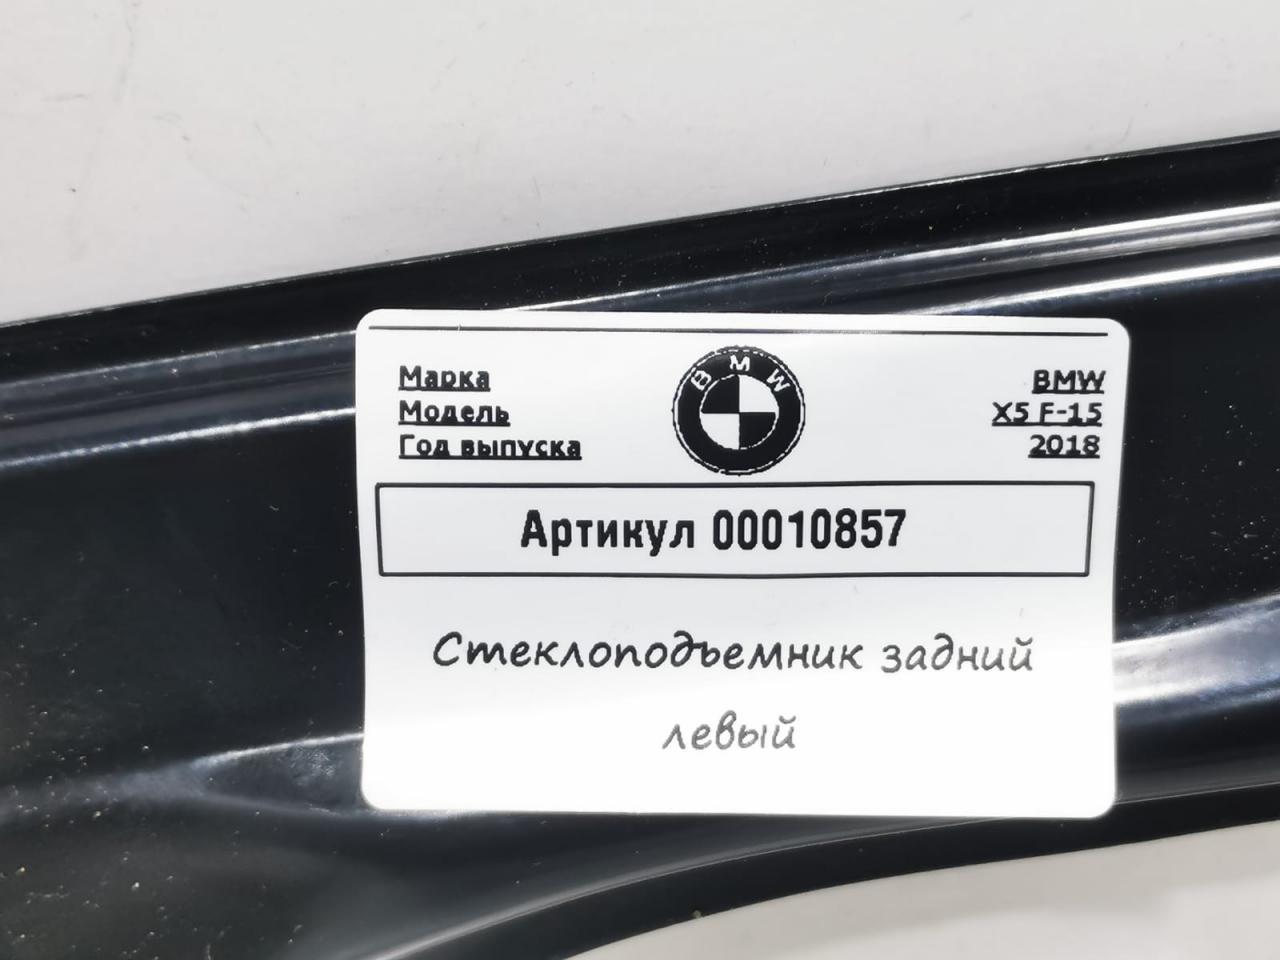 Марка BMW BMW
Модель X5 F-15
Год выпуска 2018
Артикул 00010857
Стеклоподъемник задний
левый